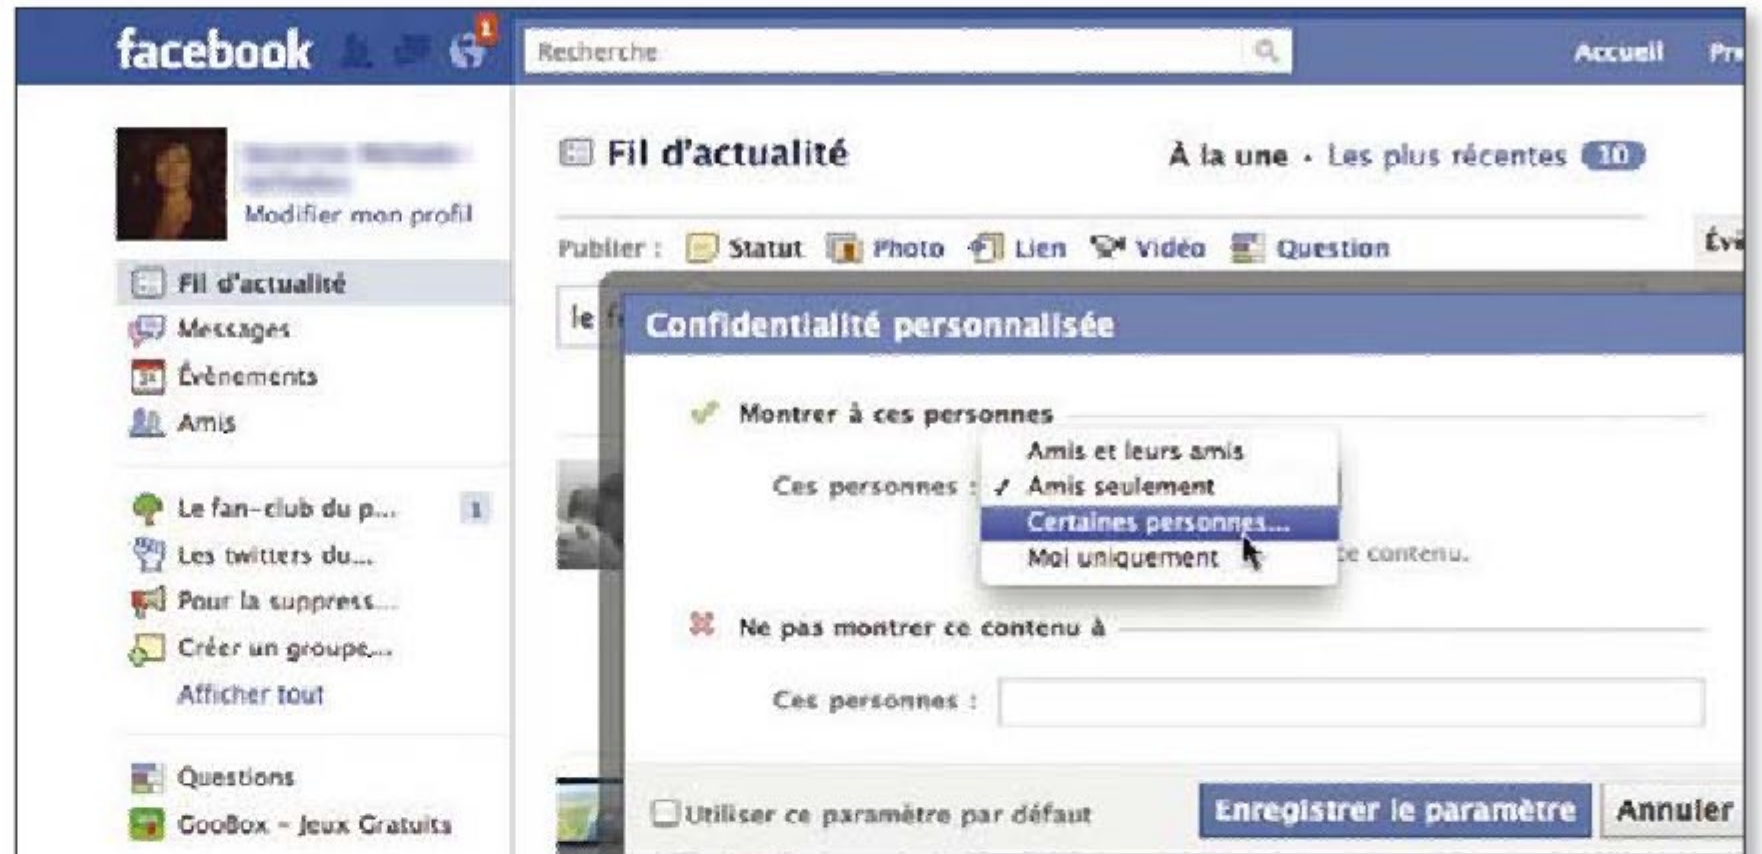 facebook
1
Recherche
Accueil
Modifier mon profil
Fil d'actualité
Messages
Évènements
Amis
Le fan-club du p... 1
Les twitters du...
Pour la suppress...
Créer un groupe...
Afficher tout
Questions
GooBox - Jeux Gratuits
Fil d'actualité
À la une · Les plus récentes 10
Publier : Statut Photo Lien Vidéo Question
le
Confidentialité personnalisée
Montrer à ces personnes
Ces personnes :
Amis et leurs amis
✓ Amis seulement
Certaines personnes...
Moi uniquement
ce contenu.
Ne pas montrer ce contenu à
Ces personnes :
Utiliser ce paramètre par défaut
Enregistrer le paramètre
Annuler